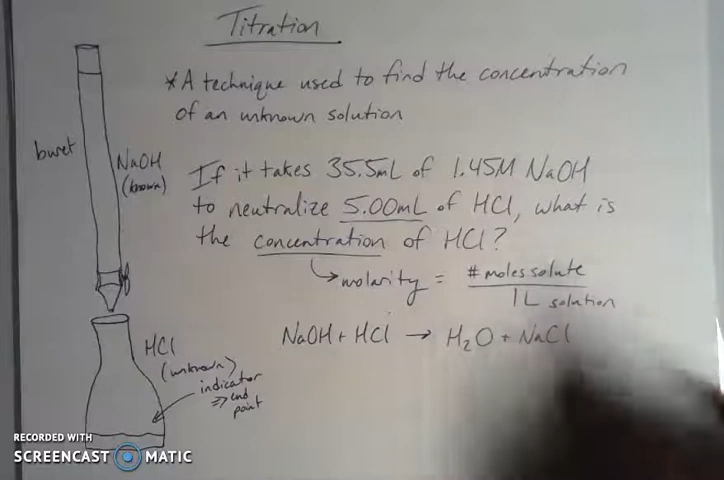 Titration
* A technique used to find the concentration
of an unknown solution
buret
NaOH
(known)
If it takes 35.5mL of 1.45M NaOH
to neutralize 5.00mL of HCl, what is
the concentration of HCl?
molarity = # moles solute
1L solution
NaOH + HCl → H₂O + NaCl
HCl
(unknown)
indicator
⇒ end
point
RECORDED WITH
SCREENCAST MATIC